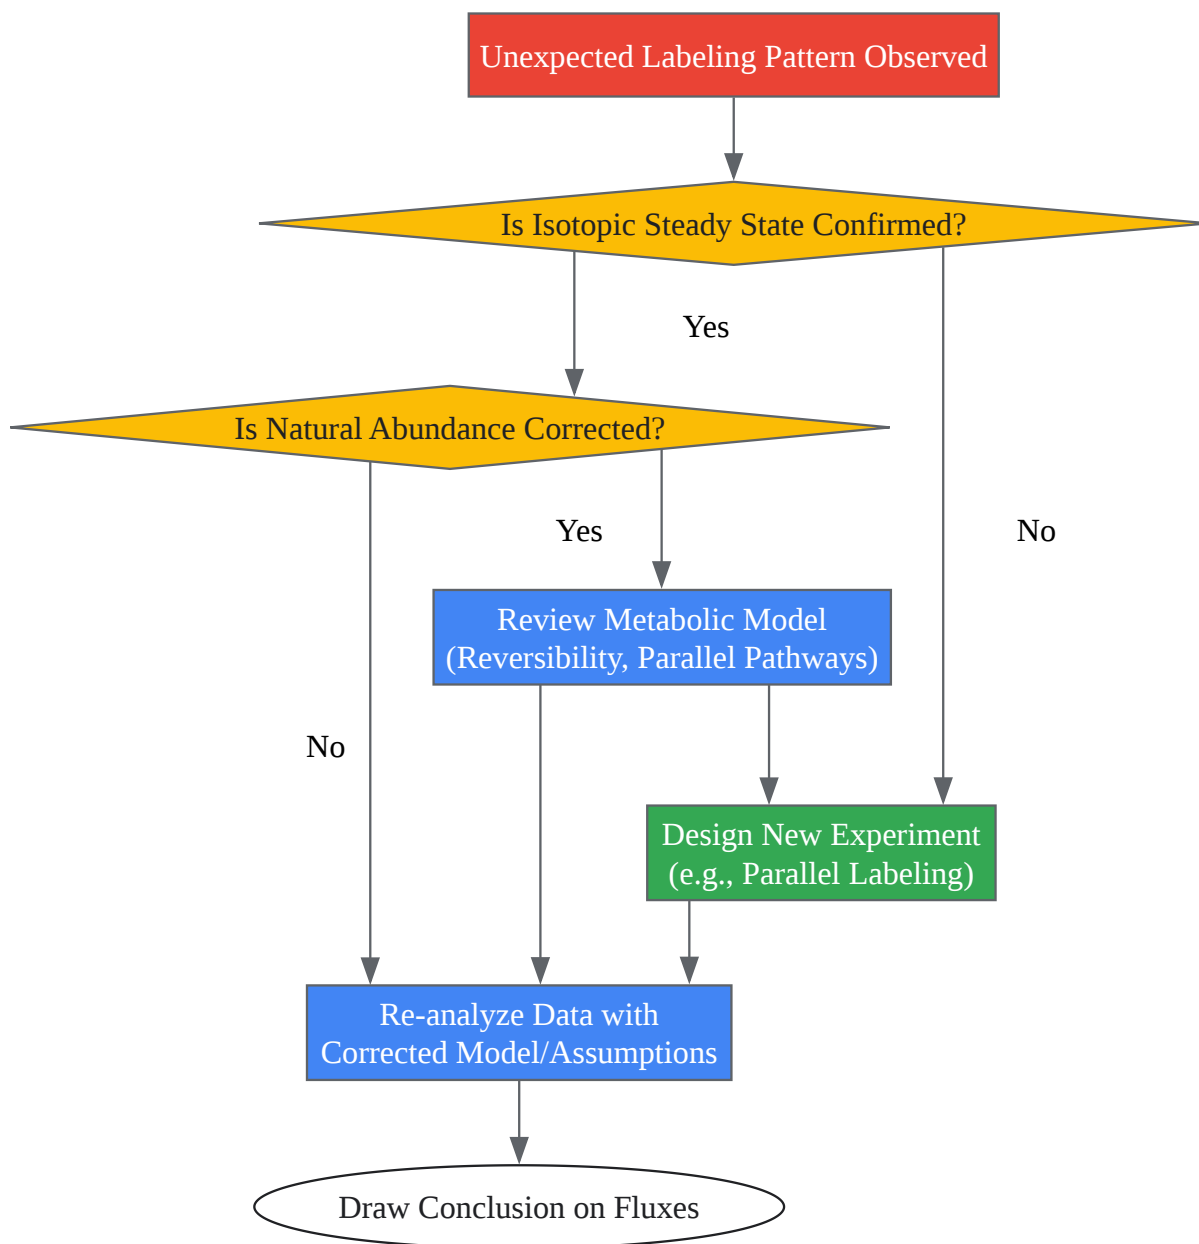 Unexpected Labeling Pattern Observed
Is Isotopic Steady State Confirmed?
Yes
Is Natural Abundance Corrected?
Yes
No
Review Metabolic Model
(Reversibility, Parallel Pathways)
No
Design New Experiment
(e.g., Parallel Labeling)
Re-analyze Data with
Corrected Model/Assumptions
Draw Conclusion on Fluxes